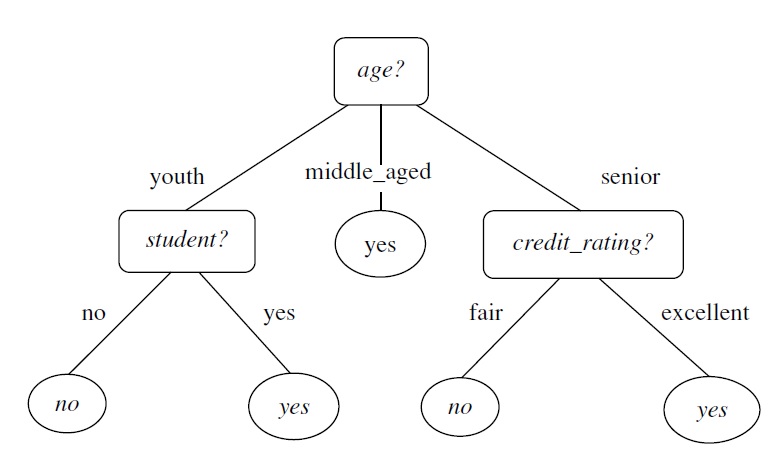 age?
youth
middle_aged
senior
student?
yes
credit_rating?
no
yes
fair
excellent
no
yes
no
yes